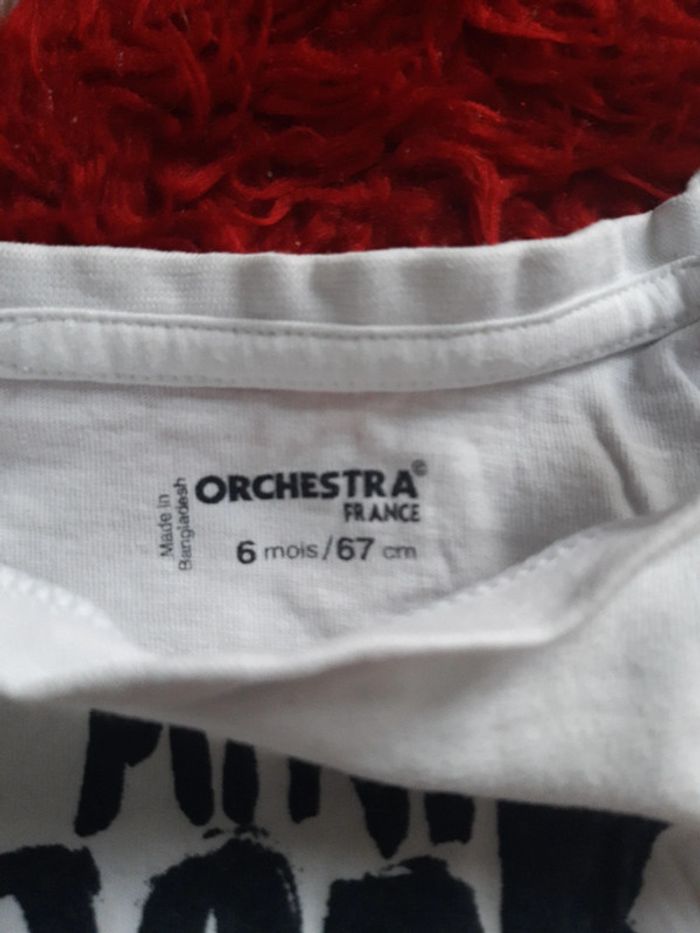 ORCHESTRA©
FRANCE
Made in
Bangladesh
6 mois/67 cm